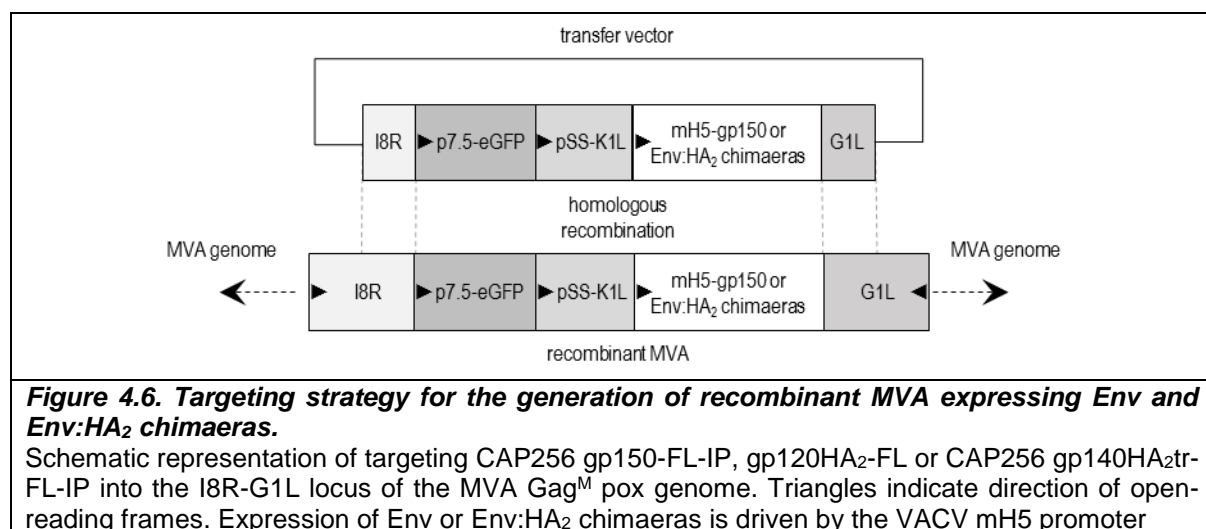 transfer vector
I8R p7.5-eGFP pSS-K1L mH5-gp150 or Env:HA₂ chimaeras G1L
homologous recombination
MVA genome MVA genome
I8R p7.5-eGFP pSS-K1L mH5-gp150 or Env:HA₂ chimaeras G1L
recombinant MVA
Figure 4.6. Targeting strategy for the generation of recombinant MVA expressing Env and
Env:HA₂ chimaeras.
Schematic representation of targeting CAP256 gp150-FL-IP, gp120HA₂-FL or CAP256 gp140HA₂tr-
FL-IP into the I8R-G1L locus of the MVA Gagᴹ pox genome. Triangles indicate direction of open-
reading frames. Expression of Env or Env:HA₂ chimaeras is driven by the VACV mH5 promoter